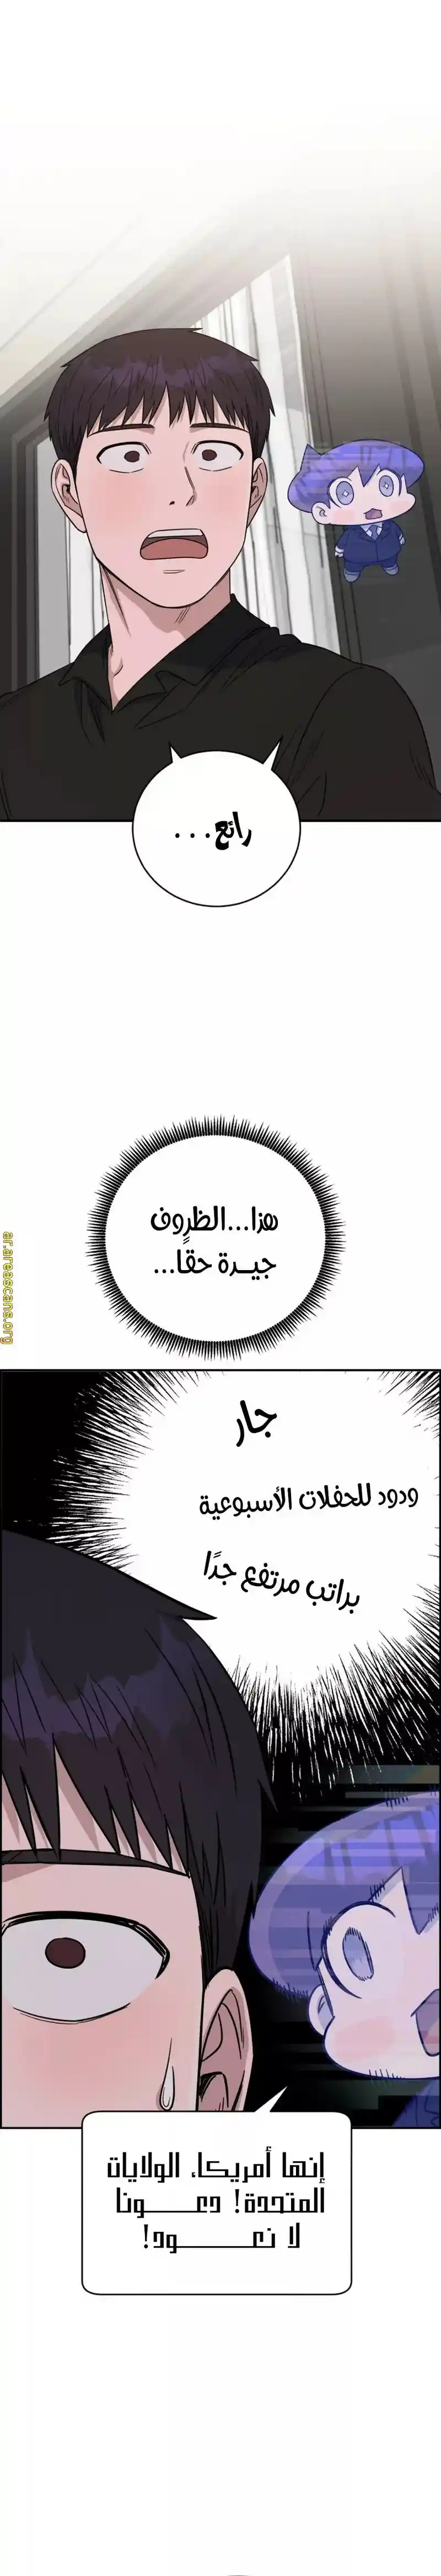 رائع...
هذا...الظروف
جيدة حقًا...
ar.areascans.org
جار
ودود للحفلات الأسبوعية
براتب مرتفع جدًا
إنها أمريكا، الولايات
المتحدة! دعـــونا
لا نعـــــود!